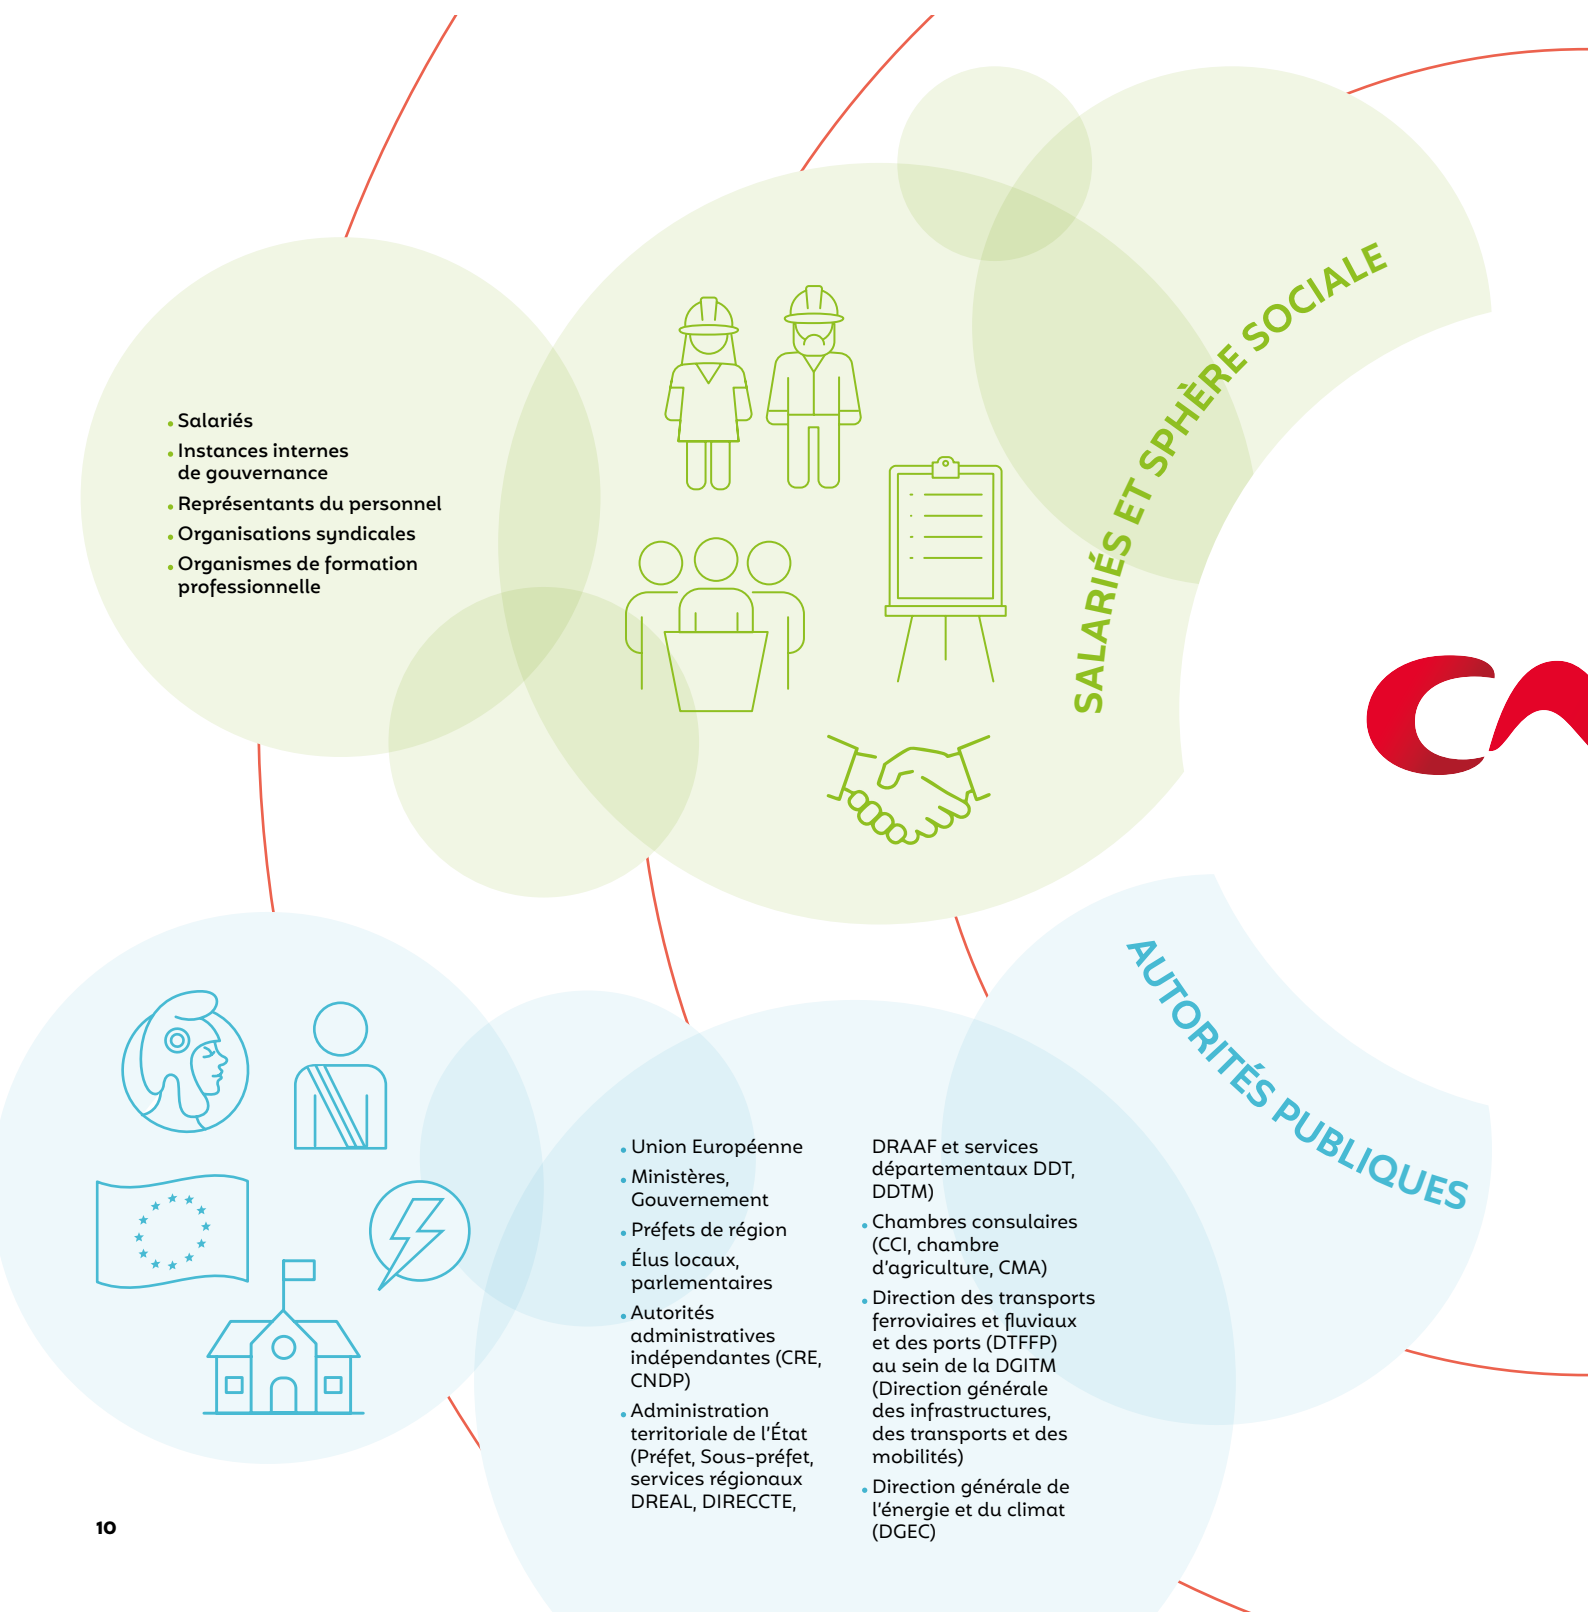 SALARIÉS ET SPHÈRE SOCIALE
• Salariés
• Instances internes
de gouvernance
• Représentants du personnel
• Organisations syndicales
• Organismes de formation
professionnelle
AUTORITÉS PUBLIQUES
• Union Européenne
• Ministères,
Gouvernement
• Préfets de région
• Élus locaux,
parlementaires
• Autorités
administratives
indépendantes (CRE,
CNDP)
• Administration
territoriale de l’État
(Préfet, Sous-préfet,
services régionaux
DREAL, DIRECCTE,
DRAAF et services
départementaux DDT,
DDTM)
• Chambres consulaires
(CCI, chambre
d’agriculture, CMA)
• Direction des transports
ferroviaires et fluviaux
et des ports (DTFFP)
au sein de la DGITM
(Direction générale
des infrastructures,
des transports et des
mobilités)
• Direction générale de
l’énergie et du climat
(DGEC)
10